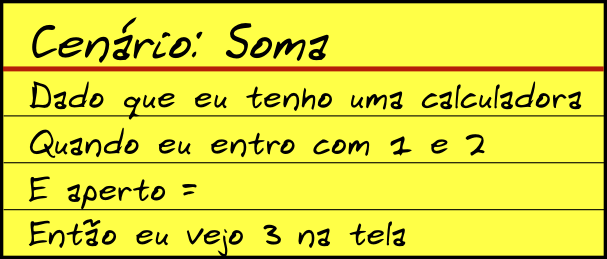 Cenário: Soma
Dado que eu tenho uma calculadora
Quando eu entro com 1 e 2
E aperto =
Então eu vejo 3 na tela